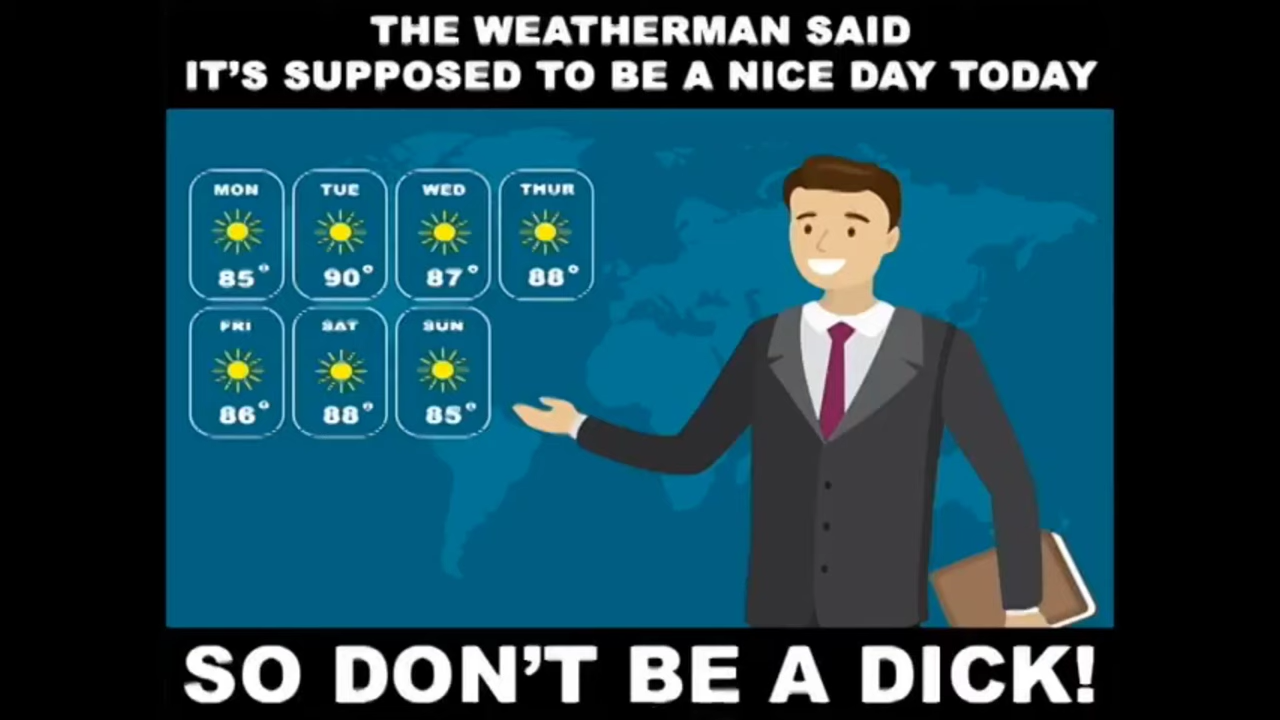 THE WEATHERMAN SAID
IT'S SUPPOSED TO BE A NICE DAY TODAY
MON TUE WED THUR
85° 90° 87° 88°
FRI SAT SUN
86° 88° 85°
SO DON'T BE A DICK!